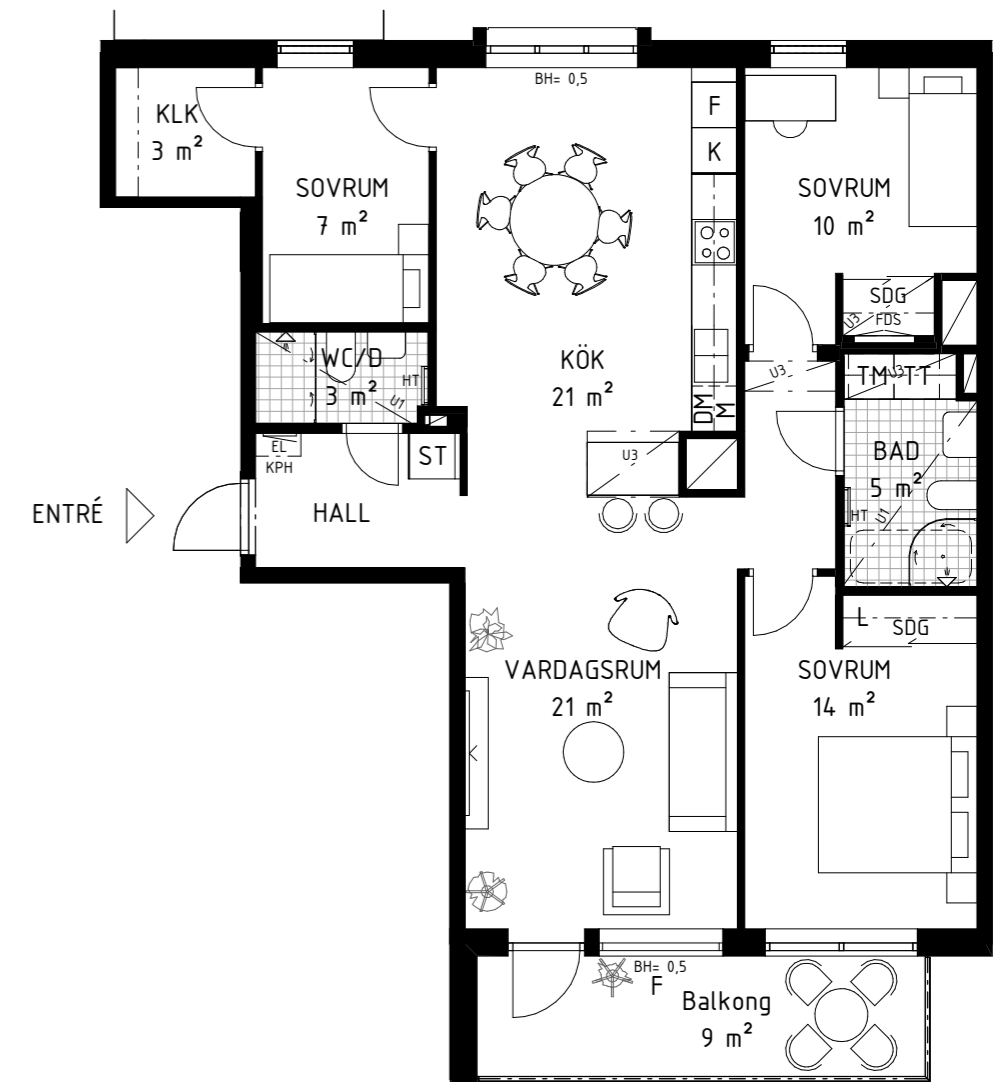 BH= 0,5
KLK
3 m²
SOVRUM
7 m²
F
K
SOVRUM
10 m²
SDG
U3
FDS
WC/D
3 m²
HT
U1
KÖK
21 m²
DM
M
U3
TM TT
U3
BAD
5 m²
HT
U1
EL
KPH
ST
U3
ENTRÉ
HALL
L
SDG
VARDAGSRUM
21 m²
SOVRUM
14 m²
BH= 0,5
F
Balkong
9 m²